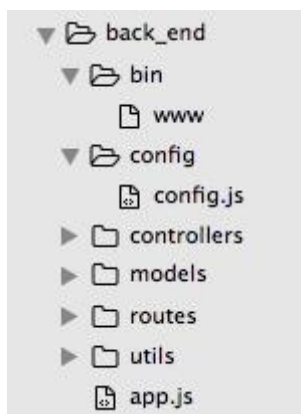 back_end
bin
www
config
config.js
controllers
models
routes
utils
app.js